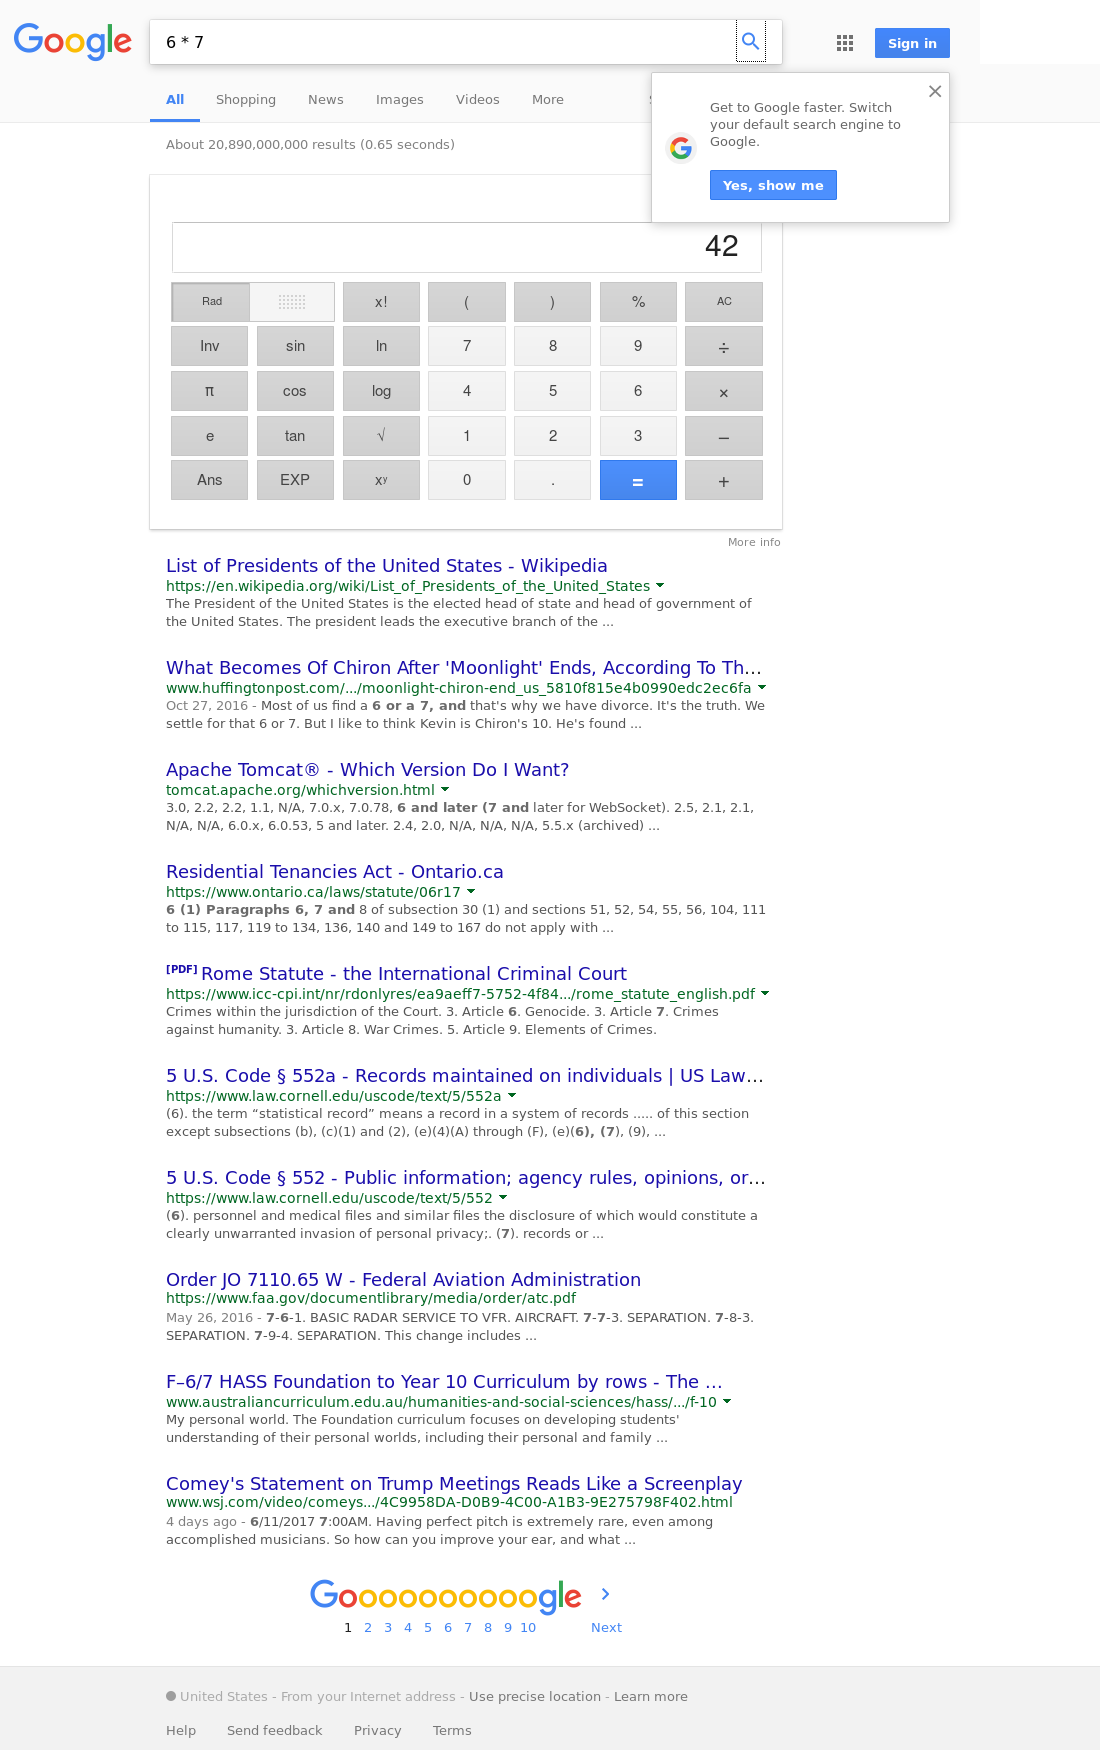 Google
6 * 7
Sign in
All Shopping News Images Videos More
Get to Google faster. Switch
your default search engine to
Google.
Yes, show me
About 20,890,000,000 results (0.65 seconds)
42
Rad x! ( ) % AC
Inv sin ln 7 8 9 ÷
π cos log 4 5 6 ×
e tan √ 1 2 3 −
Ans EXP xy 0 . = +
More info
List of Presidents of the United States - Wikipedia
https://en.wikipedia.org/wiki/List_of_Presidents_of_the_United_States
The President of the United States is the elected head of state and head of government of
the United States. The president leads the executive branch of the ...
What Becomes Of Chiron After 'Moonlight' Ends, According To Th...
www.huffingtonpost.com/.../moonlight-chiron-end_us_5810f815e4b0990edc2ec6fa
Oct 27, 2016 - Most of us find a 6 or a 7, and that's why we have divorce. It's the truth. We
settle for that 6 or 7. But I like to think Kevin is Chiron's 10. He's found ...
Apache Tomcat® - Which Version Do I Want?
tomcat.apache.org/whichversion.html
3.0, 2.2, 2.2, 1.1, N/A, 7.0.x, 7.0.78, 6 and later (7 and later for WebSocket). 2.5, 2.1, 2.1,
N/A, N/A, 6.0.x, 6.0.53, 5 and later. 2.4, 2.0, N/A, N/A, N/A, 5.5.x (archived) ...
Residential Tenancies Act - Ontario.ca
https://www.ontario.ca/laws/statute/06r17
6 (1) Paragraphs 6, 7 and 8 of subsection 30 (1) and sections 51, 52, 54, 55, 56, 104, 111
to 115, 117, 119 to 134, 136, 140 and 149 to 167 do not apply with ...
[PDF] Rome Statute - the International Criminal Court
https://www.icc-cpi.int/nr/rdonlyres/ea9aeff7-5752-4f84.../rome_statute_english.pdf
Crimes within the jurisdiction of the Court. 3. Article 6. Genocide. 3. Article 7. Crimes
against humanity. 3. Article 8. War Crimes. 5. Article 9. Elements of Crimes.
5 U.S. Code § 552a - Records maintained on individuals | US Law...
https://www.law.cornell.edu/uscode/text/5/552a
(6). the term “statistical record” means a record in a system of records ..... of this section
except subsections (b), (c)(1) and (2), (e)(4)(A) through (F), (e)(6), (7), (9), ...
5 U.S. Code § 552 - Public information; agency rules, opinions, or...
https://www.law.cornell.edu/uscode/text/5/552
(6). personnel and medical files and similar files the disclosure of which would constitute a
clearly unwarranted invasion of personal privacy;. (7). records or ...
Order JO 7110.65 W - Federal Aviation Administration
https://www.faa.gov/documentlibrary/media/order/atc.pdf
May 26, 2016 - 7-6-1. BASIC RADAR SERVICE TO VFR. AIRCRAFT. 7-7-3. SEPARATION. 7-8-3.
SEPARATION. 7-9-4. SEPARATION. This change includes ...
F–6/7 HASS Foundation to Year 10 Curriculum by rows - The ...
www.australiancurriculum.edu.au/humanities-and-social-sciences/hass/.../f-10
My personal world. The Foundation curriculum focuses on developing students'
understanding of their personal worlds, including their personal and family ...
Comey's Statement on Trump Meetings Reads Like a Screenplay
www.wsj.com/video/comeys.../4C9958DA-D0B9-4C00-A1B3-9E275798F402.html
4 days ago - 6/11/2017 7:00AM. Having perfect pitch is extremely rare, even among
accomplished musicians. So how can you improve your ear, and what ...
Goooooooooogle
1 2 3 4 5 6 7 8 9 10 Next
United States - From your Internet address - Use precise location - Learn more
Help Send feedback Privacy Terms